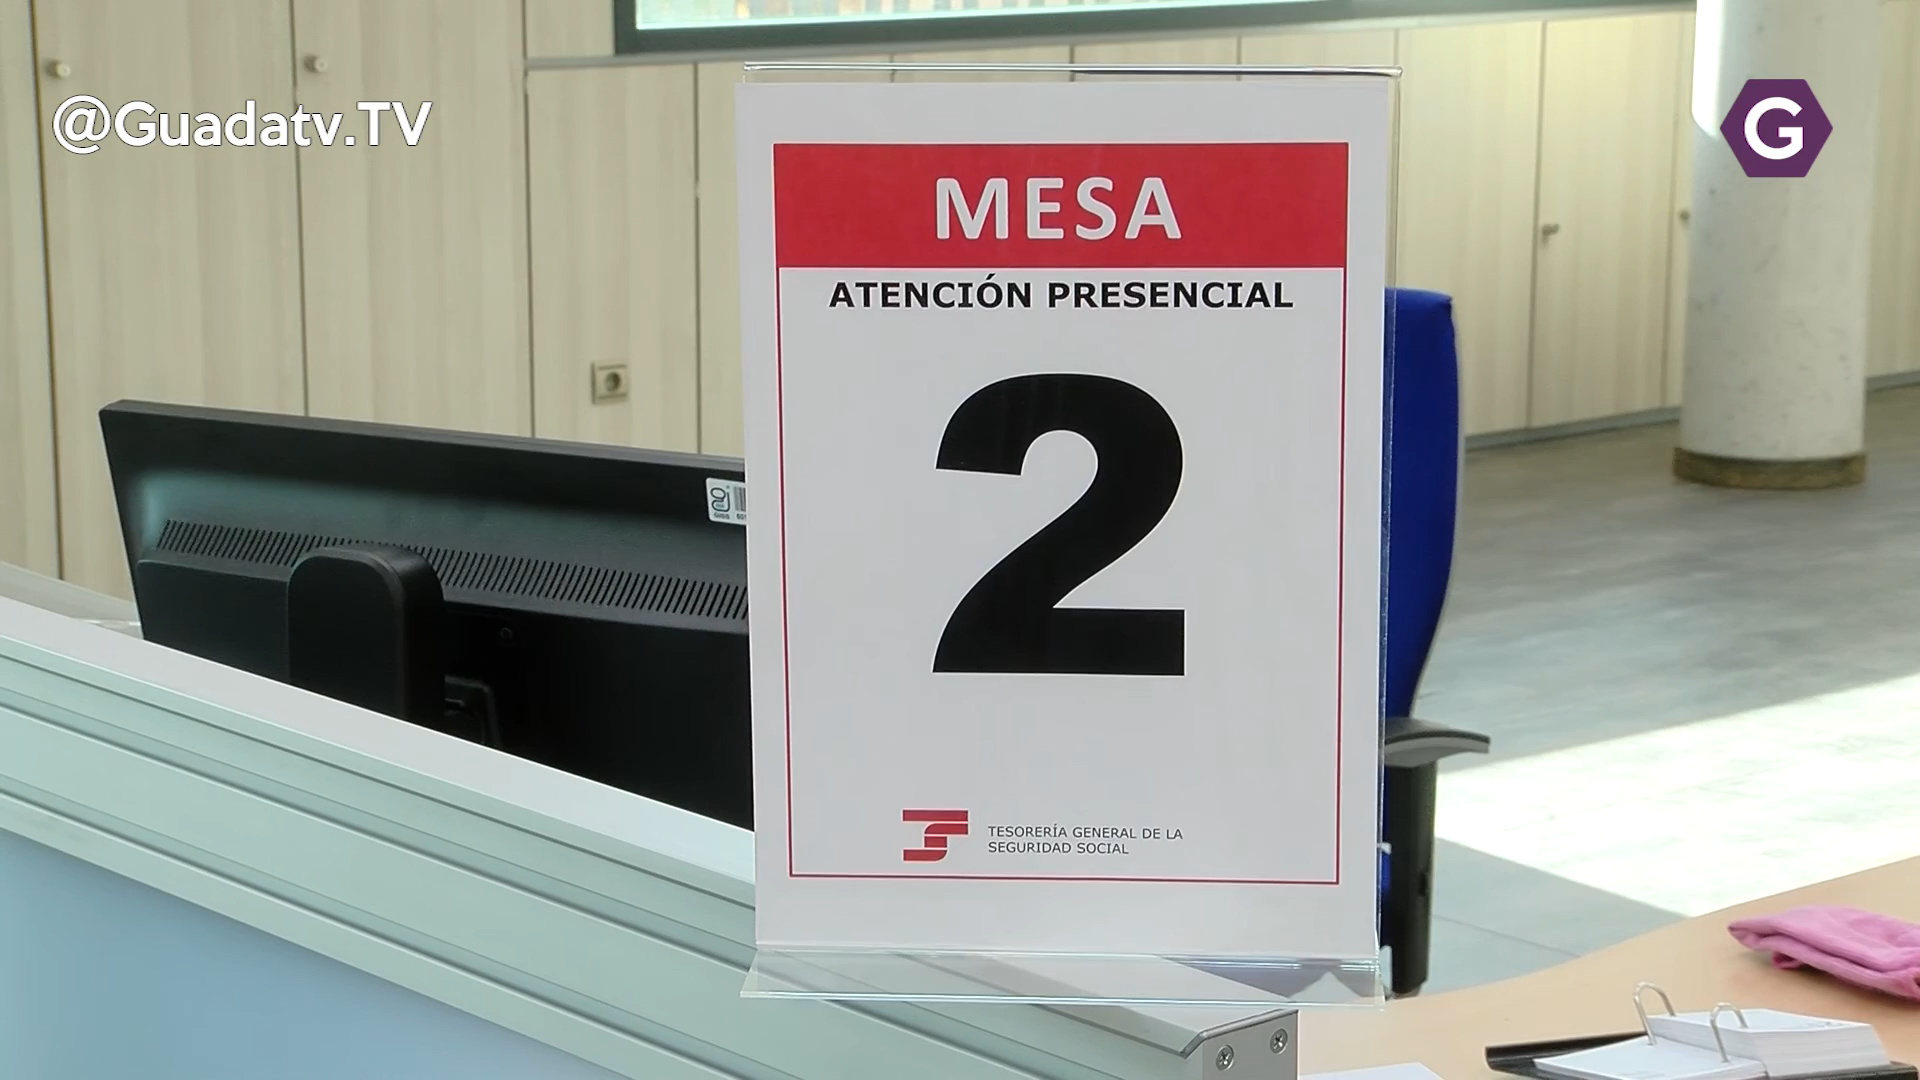 @Guadatv.TV
G
MESA
ATENCIÓN PRESENCIAL
2
TESORERÍA GENERAL DE LA
SEGURIDAD SOCIAL